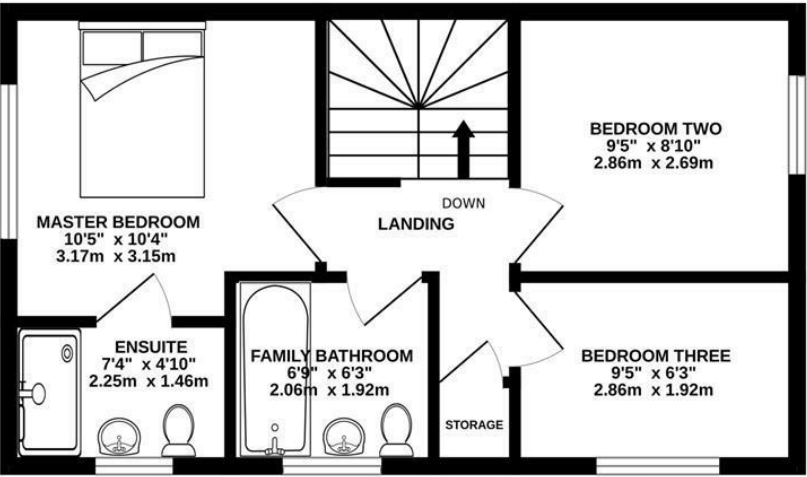 MASTER BEDROOM
10'5" x 10'4"
3.17m x 3.15m
DOWN
LANDING
BEDROOM TWO
9'5" x 8'10"
2.86m x 2.69m
ENSUITE
7'4" x 4'10"
2.25m x 1.46m
FAMILY BATHROOM
6'9" x 6'3"
2.06m x 1.92m
STORAGE
BEDROOM THREE
9'5" x 6'3"
2.86m x 1.92m